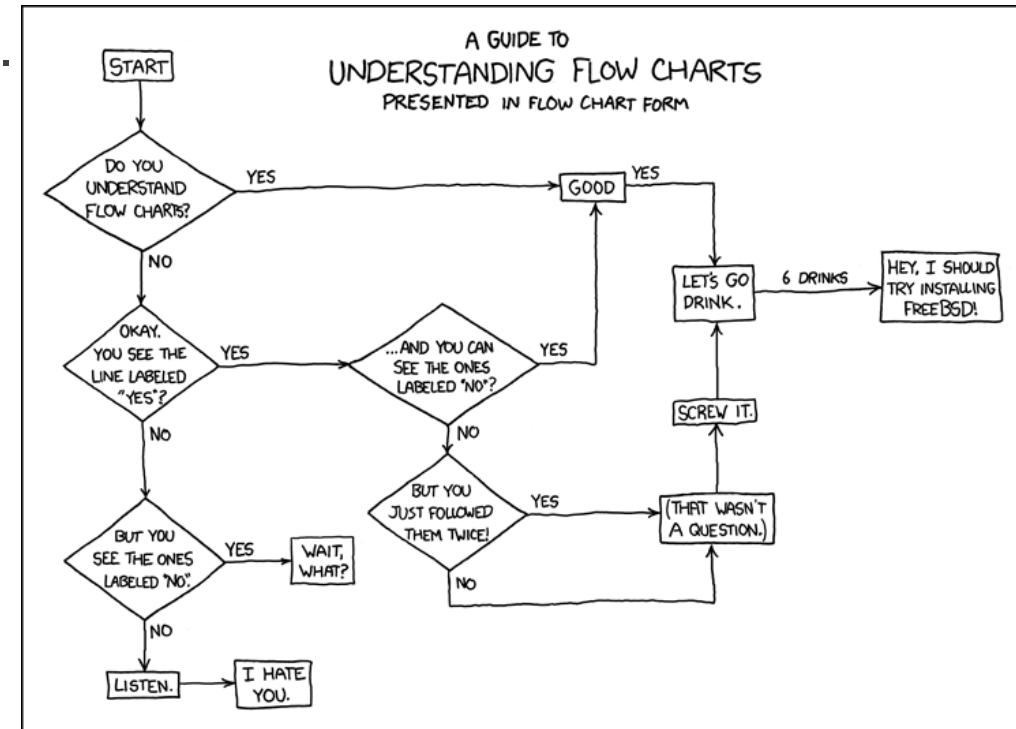 A GUIDE TO
UNDERSTANDING FLOW CHARTS
PRESENTED IN FLOW CHART FORM
START
DO YOU
UNDERSTAND
FLOW CHARTS?
YES
GOOD
YES
NO
LET'S GO
DRINK.
6 DRINKS
HEY, I SHOULD
TRY INSTALLING
FREEBSD!
OKAY.
YOU SEE THE
LINE LABELED
"YES"?
YES
...AND YOU CAN
SEE THE ONES
LABELED "NO"?
YES
NO
NO
SCREW IT.
BUT YOU
JUST FOLLOWED
THEM TWICE!
YES
(THAT WASN'T
A QUESTION.)
NO
BUT YOU
SEE THE ONES
LABELED "NO".
YES
WAIT,
WHAT?
NO
LISTEN.
I HATE
YOU.